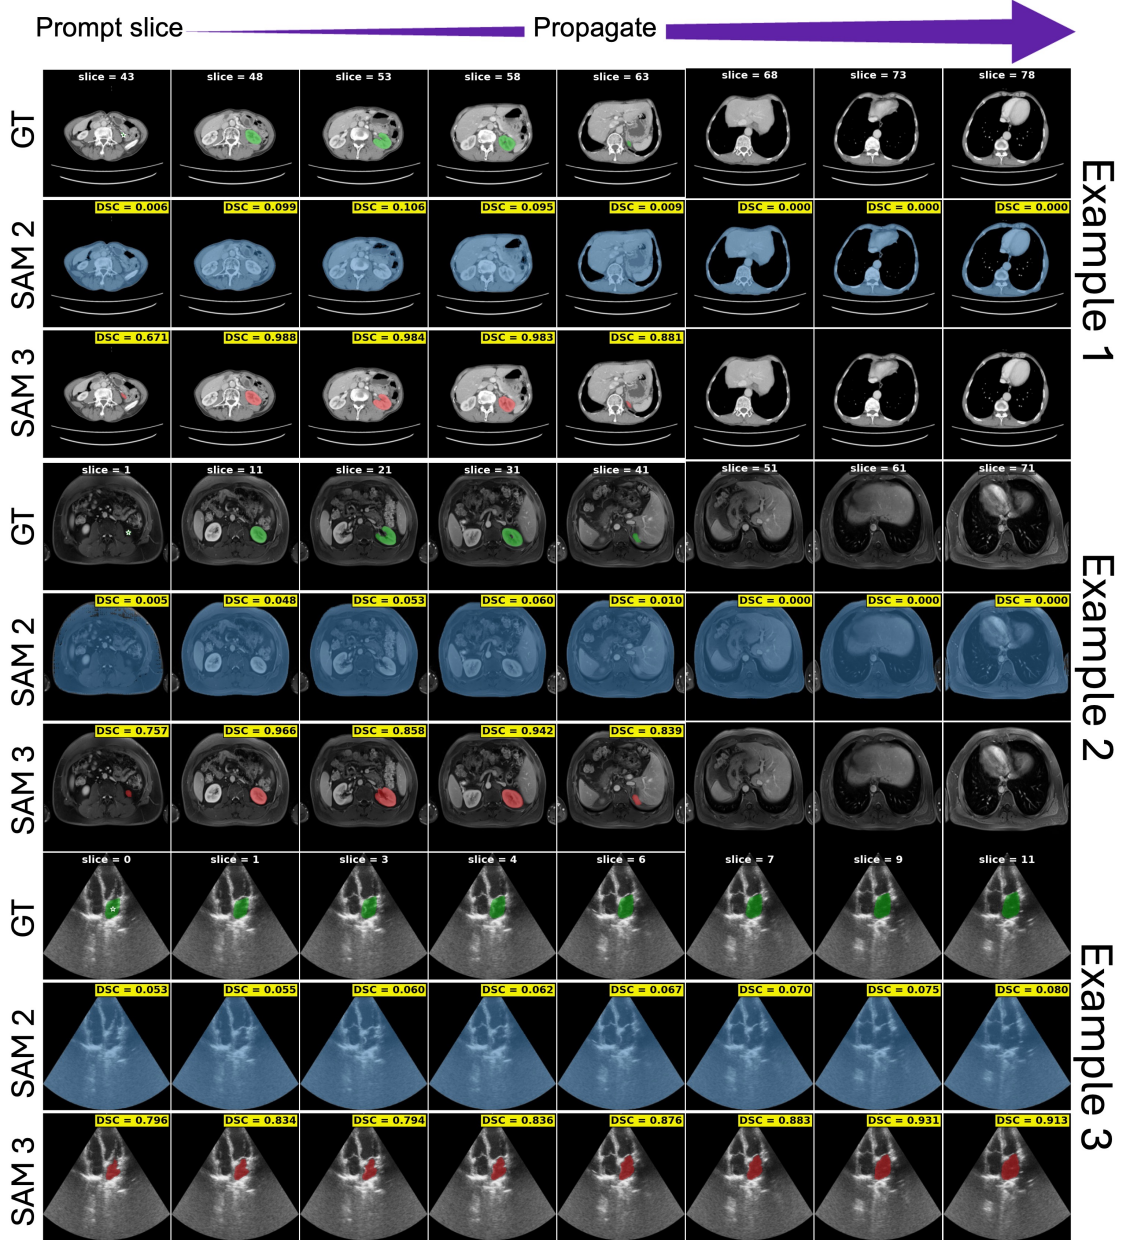 Prompt slice Propagate
GT
slice = 43 slice = 48 slice = 53 slice = 58 slice = 63 slice = 68 slice = 73 slice = 78
SAM 2
DSC = 0.006 DSC = 0.099 DSC = 0.106 DSC = 0.095 DSC = 0.009 DSC = 0.000 DSC = 0.000 DSC = 0.000
SAM 3
DSC = 0.671 DSC = 0.988 DSC = 0.984 DSC = 0.983 DSC = 0.881
Example 1
GT
slice = 1 slice = 11 slice = 21 slice = 31 slice = 41 slice = 51 slice = 61 slice = 71
SAM 2
DSC = 0.005 DSC = 0.048 DSC = 0.053 DSC = 0.060 DSC = 0.010 DSC = 0.000 DSC = 0.000 DSC = 0.000
SAM 3
DSC = 0.757 DSC = 0.966 DSC = 0.858 DSC = 0.942 DSC = 0.839
Example 2
GT
slice = 0 slice = 1 slice = 3 slice = 4 slice = 6 slice = 7 slice = 9 slice = 11
SAM 2
DSC = 0.053 DSC = 0.055 DSC = 0.060 DSC = 0.062 DSC = 0.067 DSC = 0.070 DSC = 0.075 DSC = 0.080
SAM 3
DSC = 0.796 DSC = 0.834 DSC = 0.794 DSC = 0.836 DSC = 0.876 DSC = 0.883 DSC = 0.931 DSC = 0.913
Example 3